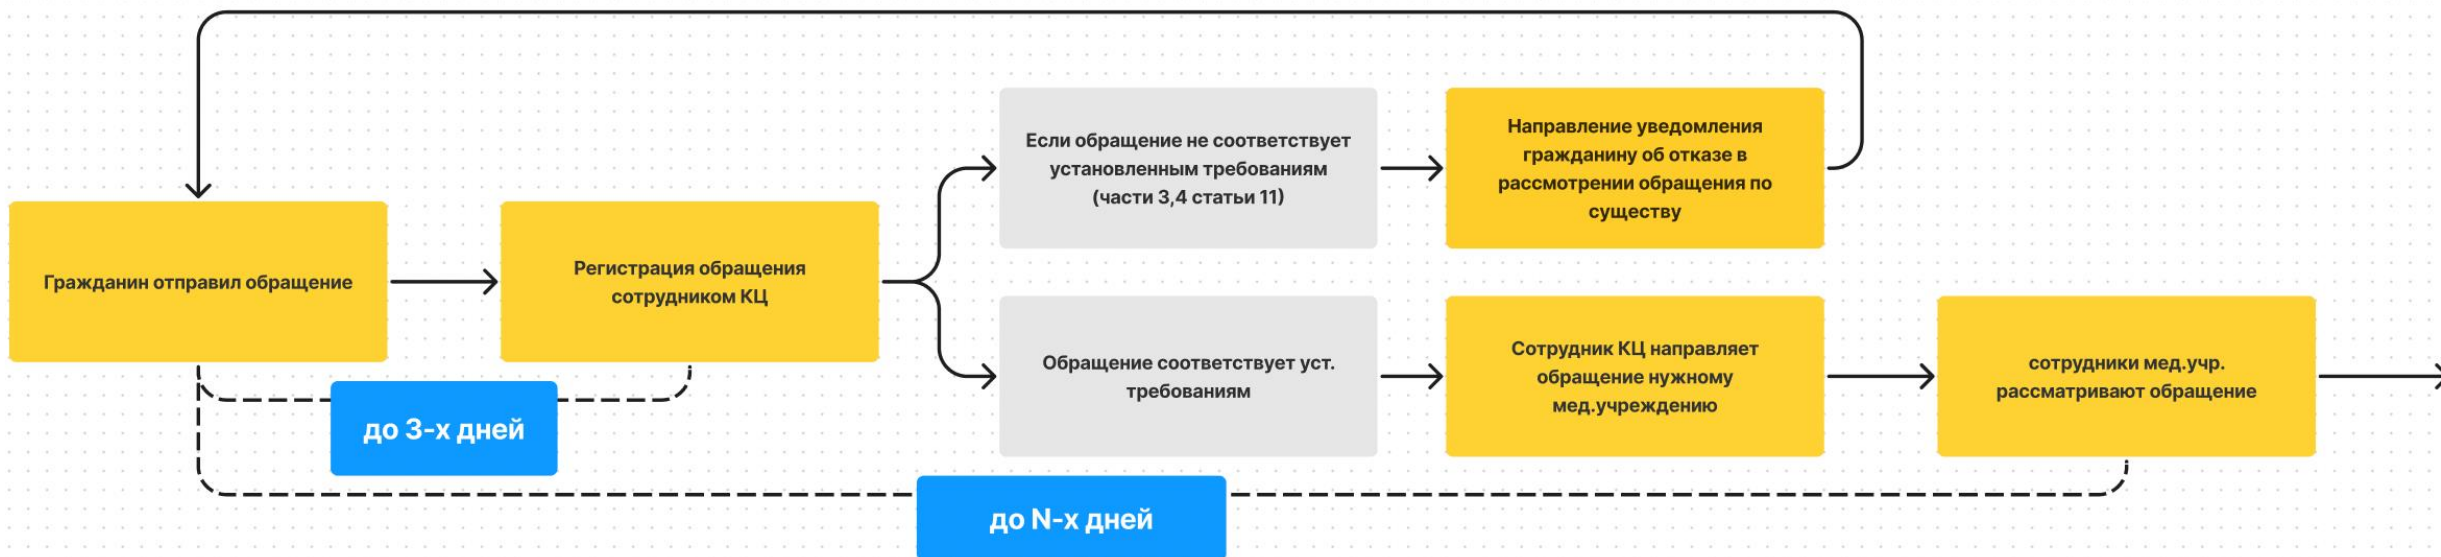 Гражданин отправил обращение
Регистрация обращения
сотрудником КЦ
Если обращение не соответствует
установленным требованиям
(части 3,4 статьи 11)
Направление уведомления
гражданину об отказе в
рассмотрении обращения по
существу
Обращение соответствует уст.
требованиям
Сотрудник КЦ направляет
обращение нужному
мед.учреждению
сотрудники мед.учр.
рассматривают обращение
до 3-х дней
до N-х дней